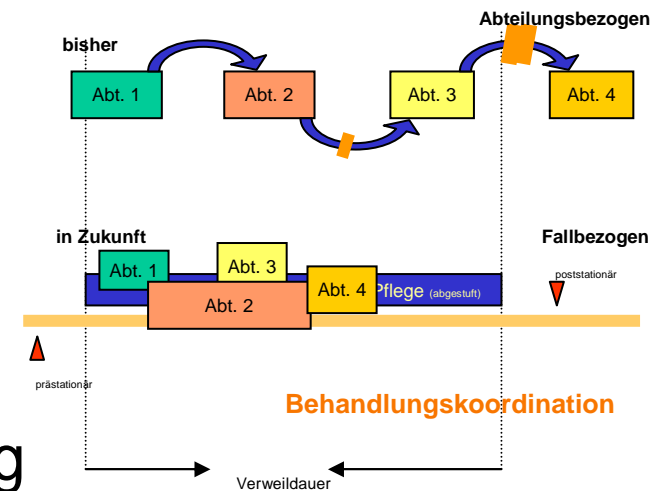 Abteilungsbezogen
bisher
Abt. 1
Abt. 2
Abt. 3
Abt. 4
in Zukunft
Fallbezogen
Abt. 1
Abt. 3
poststationär
Abt. 4
Pflege (abgestuft)
Abt. 2
prästationär
Behandlungskoordination
g
Verweildauer